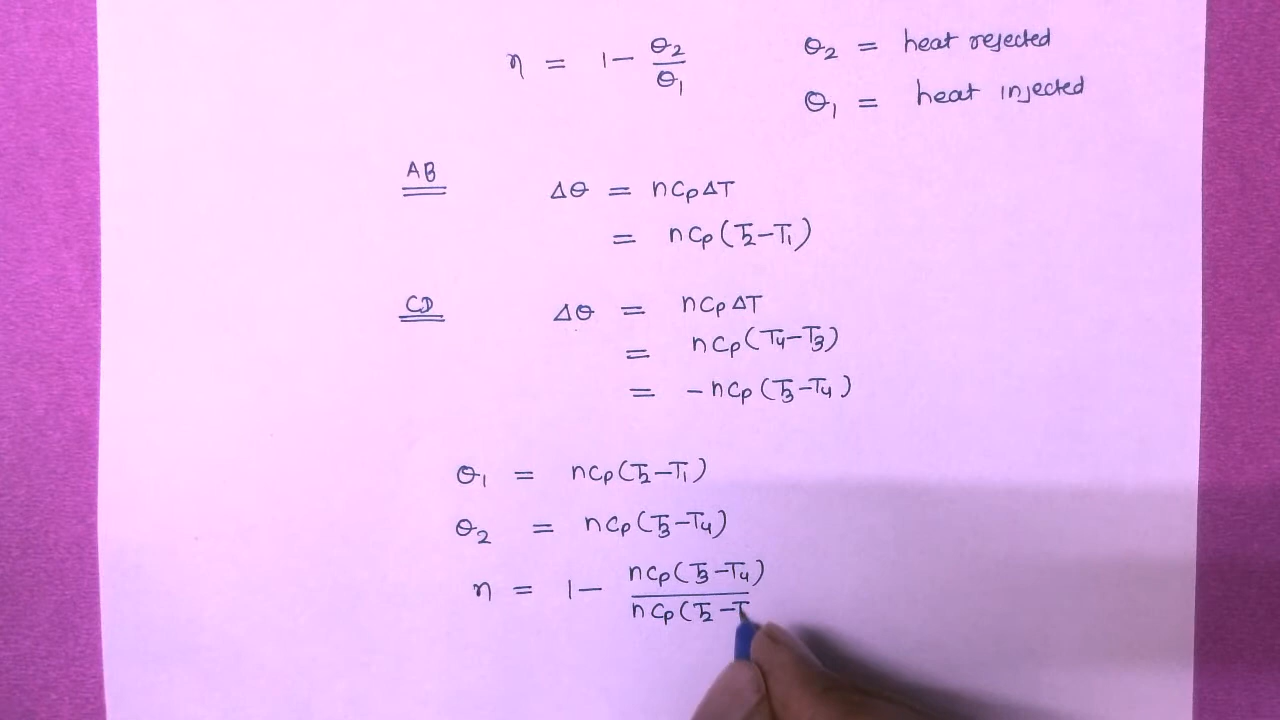 η = 1 - Q2/Q1    Q2 = heat rejected
Q1 = heat injected
AB    ΔQ = nCpΔT
= nCp(T2-T1)
CD    ΔQ = nCpΔT
= nCp(T4-T3)
= -nCp(T3-T4)
Q1 = nCp(T2-T1)
Q2 = nCp(T3-T4)
η = 1 - nCp(T3-T4)/nCp(T2-T